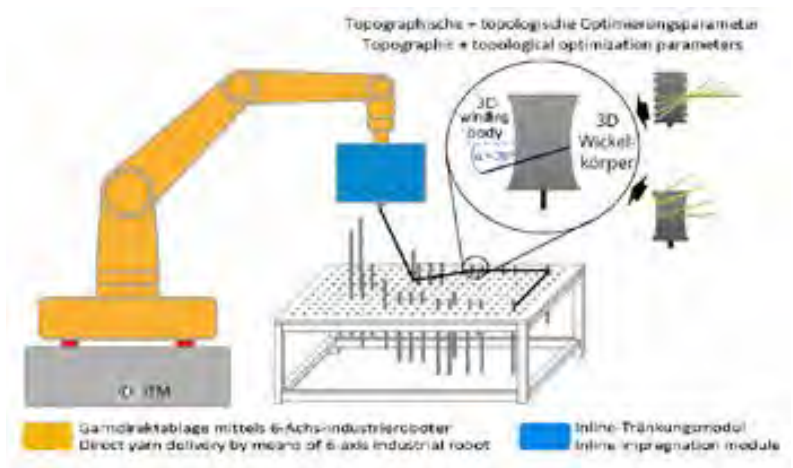 Topographische + topologische Optimierungsparameter
Topographic + topological optimization parameters
3D-
winding
body
3D
Wickel-
körper
© ITM
Garndirektablage mittels 6-Achs-Industrieroboter
Direct yarn delivery by means of 6-axis industrial robot
Inline-Tränkungsmodul
Inline impregnation module